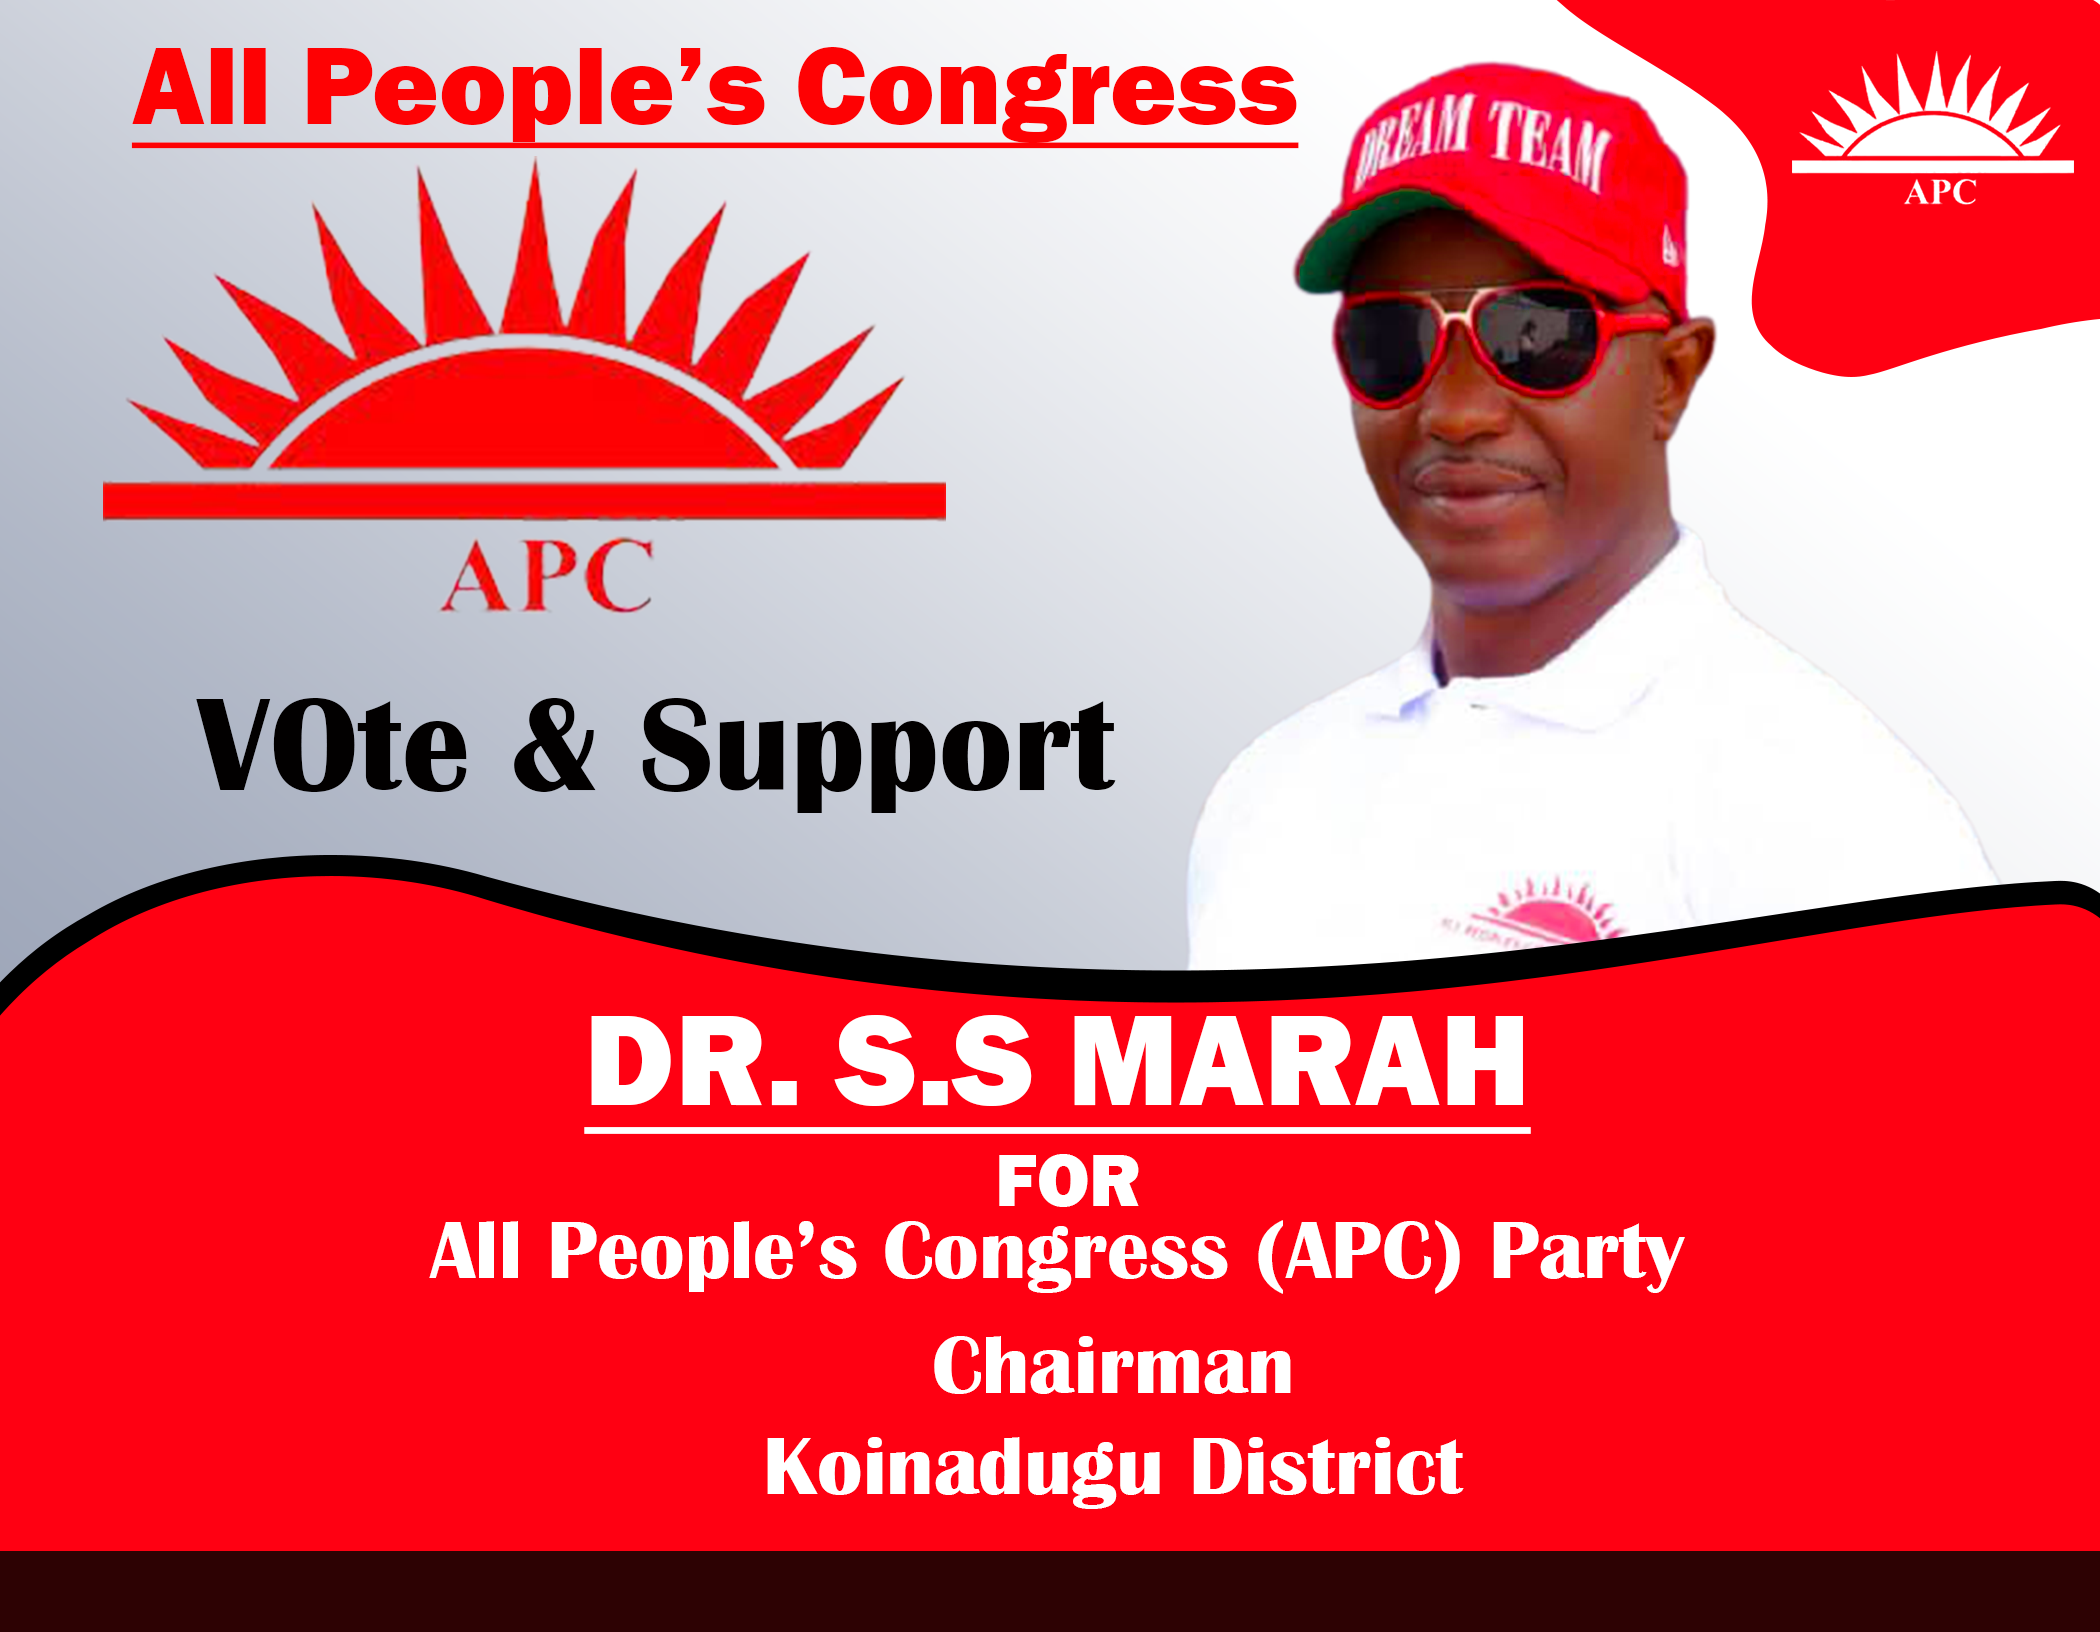 All People’s Congress
DREAM TEAM
APC
APC
VOte & Support
DR. S.S MARAH
FOR
All People’s Congress (APC) Party
Chairman
Koinadugu District